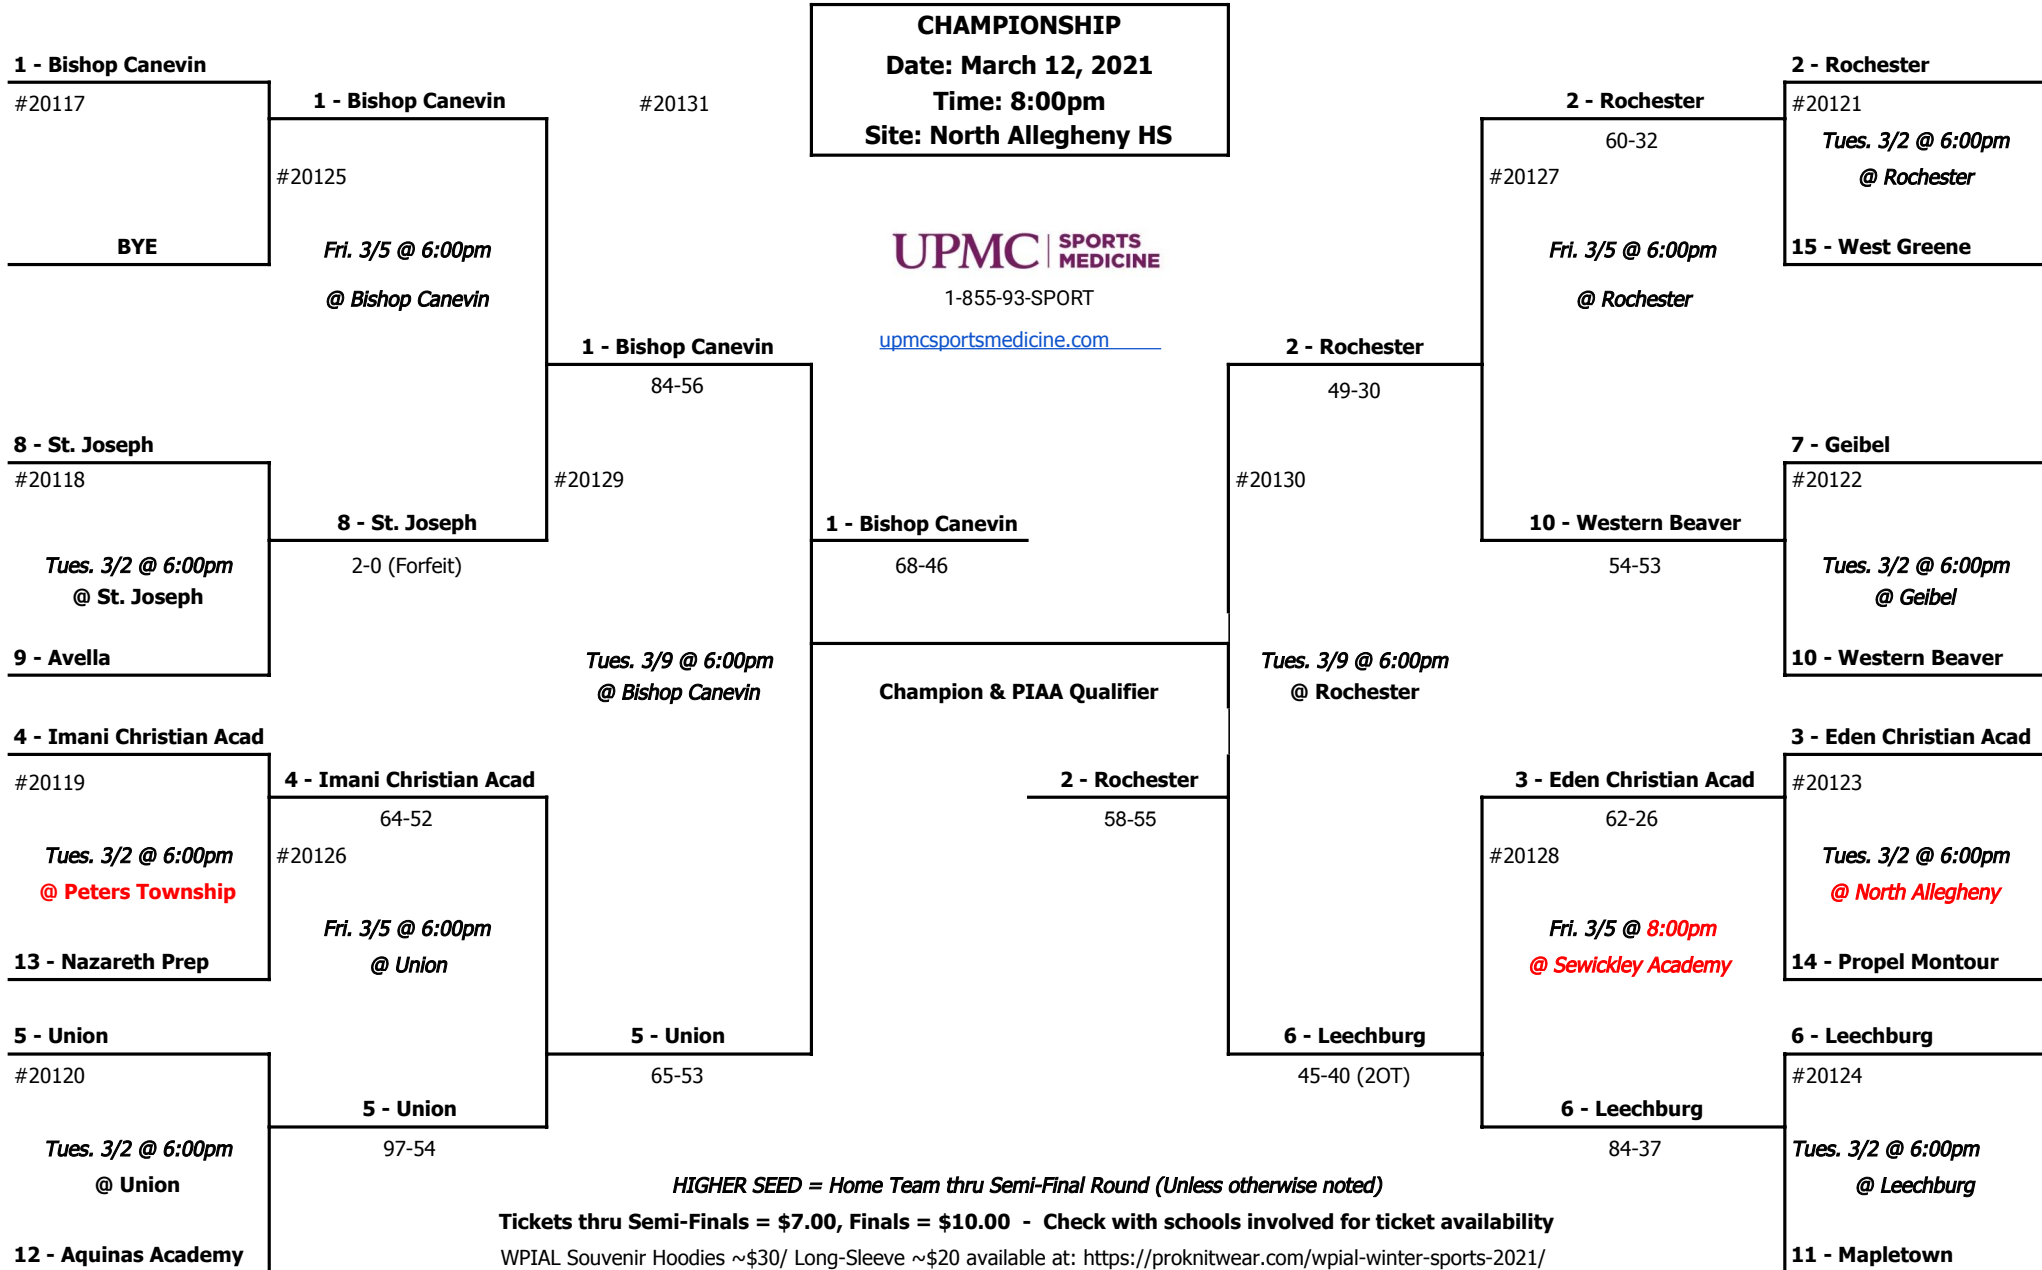 CHAMPIONSHIP
Date: March 12, 2021
Time: 8:00pm
Site: North Allegheny HS
1 - Bishop Canevin
#20117
BYE
1 - Bishop Canevin
#20125
Fri. 3/5 @ 6:00pm
@ Bishop Canevin
8 - St. Joseph
#20118
Tues. 3/2 @ 6:00pm
@ St. Joseph
9 - Avella
8 - St. Joseph
2-0 (Forfeit)
1 - Bishop Canevin
84-56
#20129
Tues. 3/9 @ 6:00pm
@ Bishop Canevin
4 - Imani Christian Acad
#20119
Tues. 3/2 @ 6:00pm
@ Peters Township
13 - Nazareth Prep
4 - Imani Christian Acad
64-52
#20126
Fri. 3/5 @ 6:00pm
@ Union
5 - Union
#20120
Tues. 3/2 @ 6:00pm
@ Union
12 - Aquinas Academy
5 - Union
97-54
5 - Union
65-53
#20131
UPMC SPORTS MEDICINE
1-855-93-SPORT
upmcsportsmedicine.com
1 - Bishop Canevin
68-46
Champion & PIAA Qualifier
2 - Rochester
58-55
2 - Rochester
49-30
#20130
Tues. 3/9 @ 6:00pm
@ Rochester
6 - Leechburg
45-40 (2OT)
2 - Rochester
60-32
#20127
Fri. 3/5 @ 6:00pm
@ Rochester
10 - Western Beaver
54-53
3 - Eden Christian Acad
62-26
#20128
Fri. 3/5 @ 8:00pm
@ Sewickley Academy
6 - Leechburg
84-37
2 - Rochester
#20121
Tues. 3/2 @ 6:00pm
@ Rochester
15 - West Greene
7 - Geibel
#20122
Tues. 3/2 @ 6:00pm
@ Geibel
10 - Western Beaver
3 - Eden Christian Acad
#20123
Tues. 3/2 @ 6:00pm
@ North Allegheny
14 - Propel Montour
6 - Leechburg
#20124
Tues. 3/2 @ 6:00pm
@ Leechburg
11 - Mapletown
HIGHER SEED = Home Team thru Semi-Final Round (Unless otherwise noted)
Tickets thru Semi-Finals = $7.00, Finals = $10.00 - Check with schools involved for ticket availability
WPIAL Souvenir Hoodies ~$30/ Long-Sleeve ~$20 available at: https://proknitwear.com/wpial-winter-sports-2021/